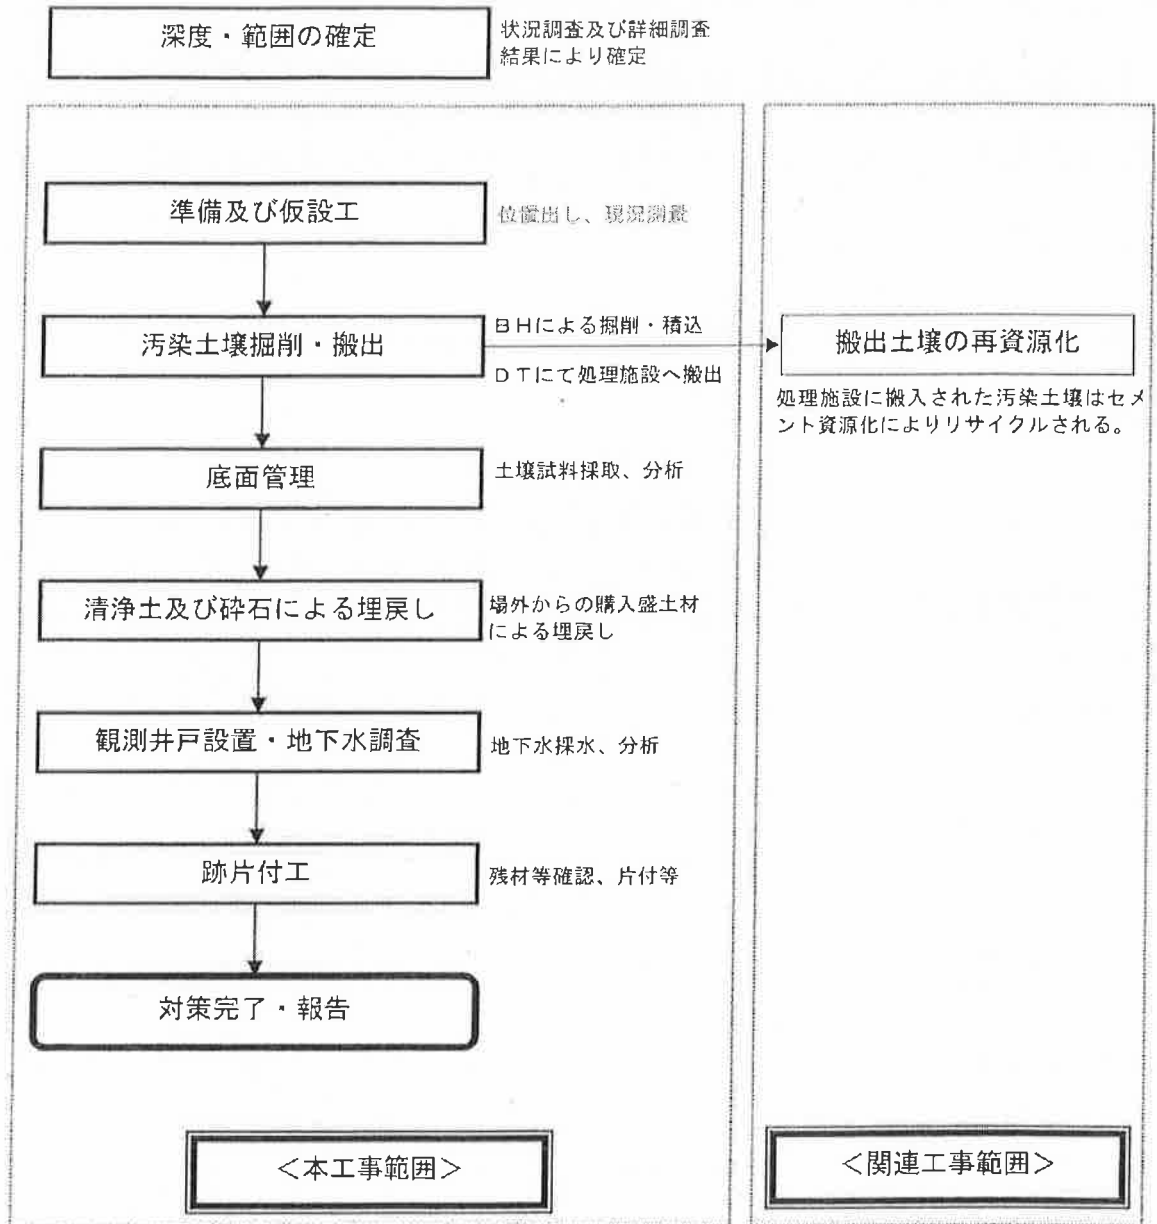 深度・範囲の確定
状況調査及び詳細調査
結果により確定
準備及び仮設工
位置出し、現況測量
汚染土壌掘削・搬出
ＢＨによる掘削・積込
ＤＴにて処理施設へ搬出
搬出土壌の再資源化
処理施設に搬入された汚染土壌はセメ
ント資源化によりリサイクルされる。
底面管理
土壌試料採取、分析
清浄土及び砕石による埋戻し
場外からの購入盛土材
による埋戻し
観測井戸設置・地下水調査
地下水採水、分析
跡片付工
残材等確認、片付等
対策完了・報告
＜本工事範囲＞
＜関連工事範囲＞